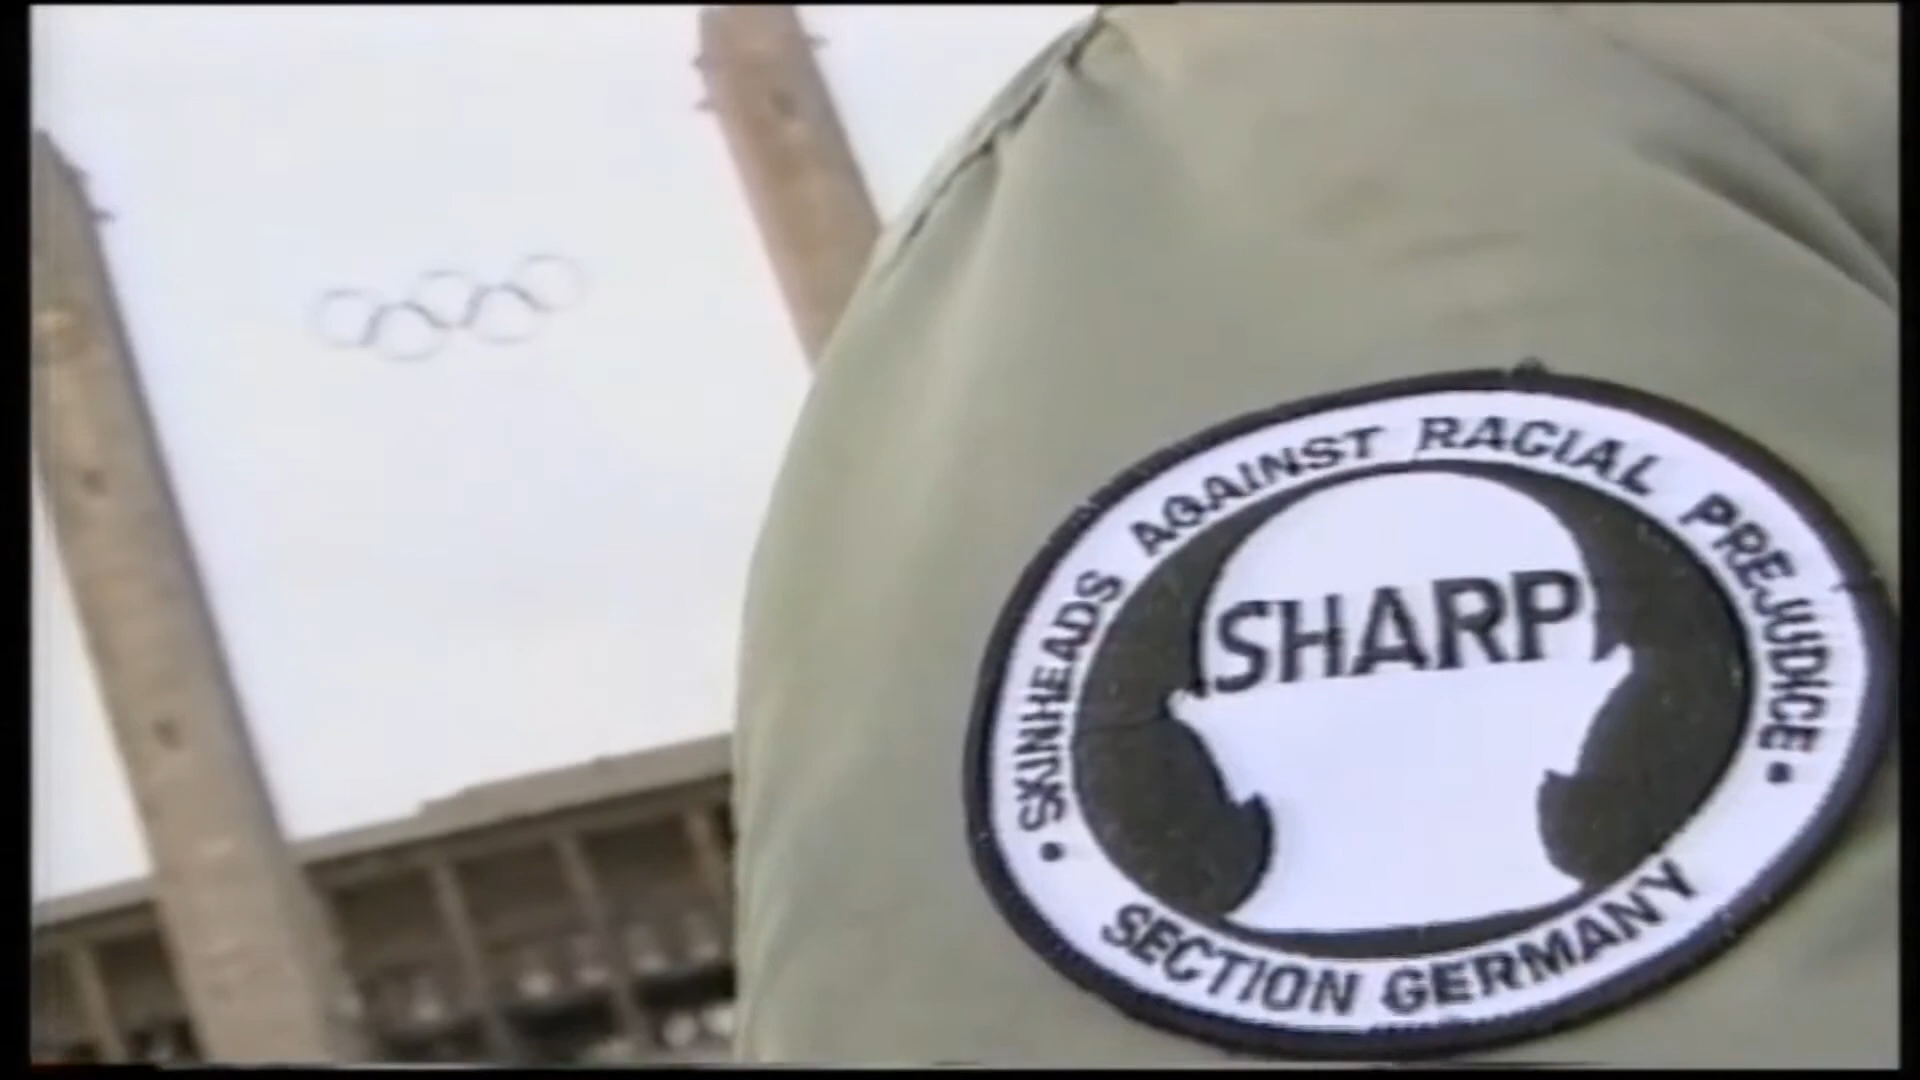 • SKINHEADS AGAINST RACIAL PREJUDICE •
SHARP
SECTION GERMANY